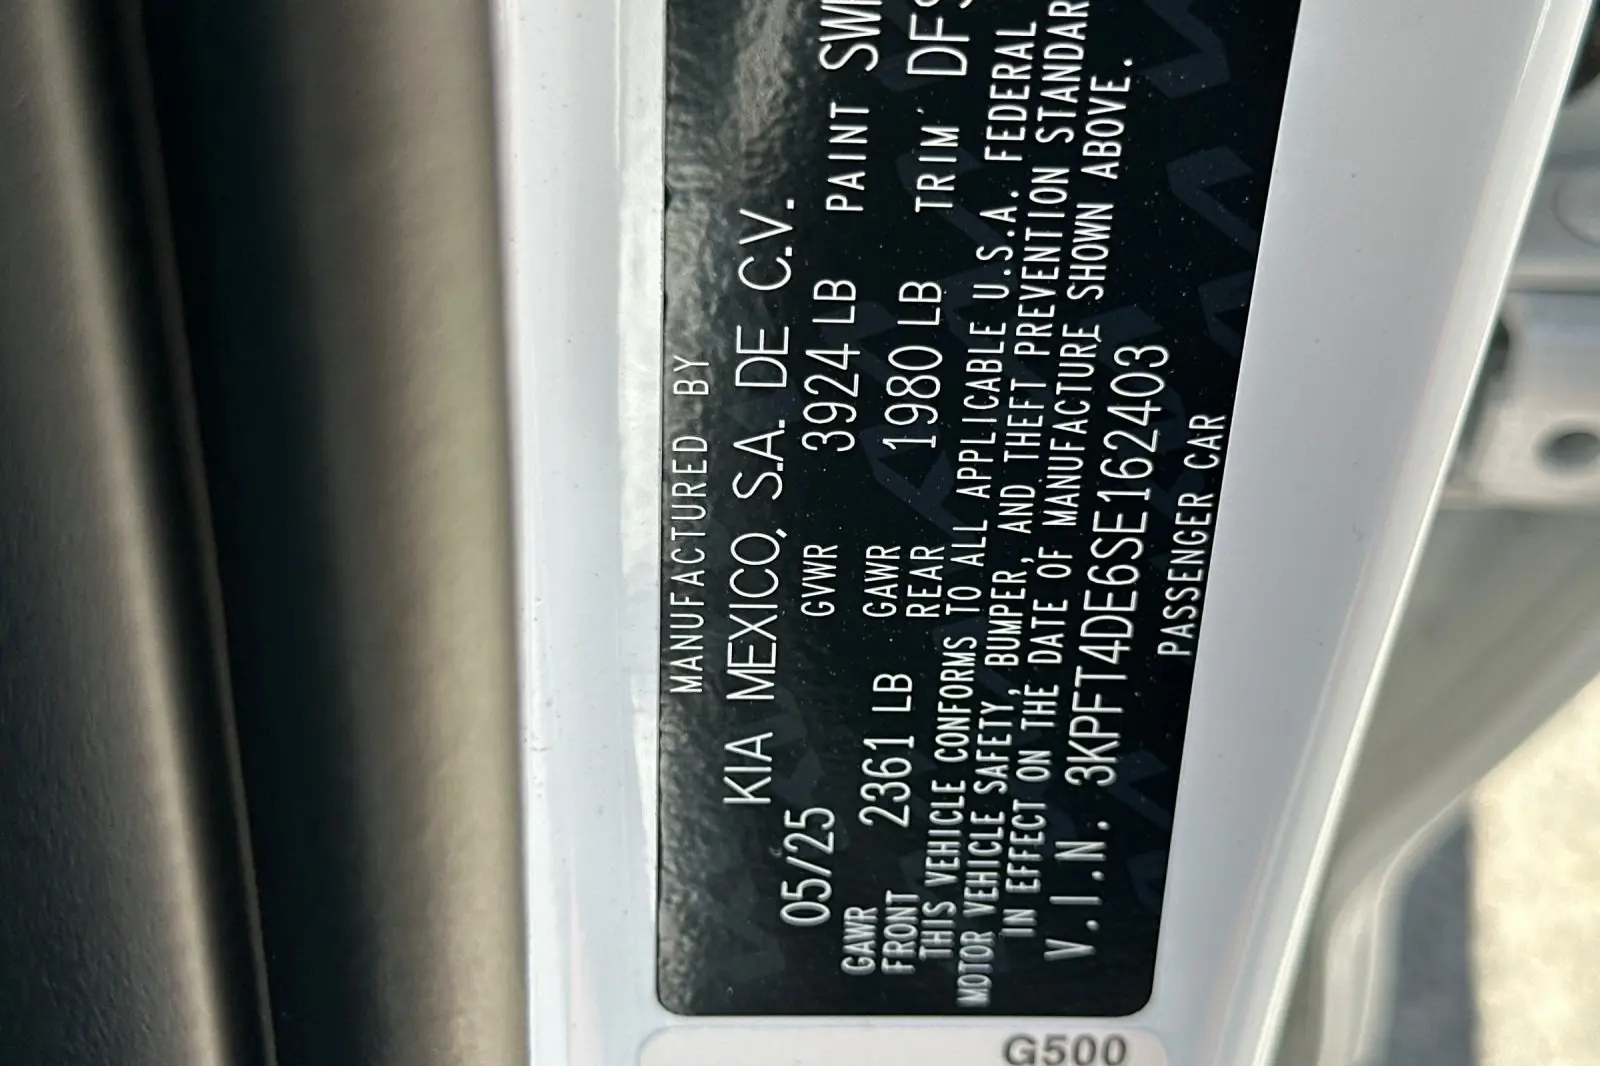 MANUFACTURED BY
KIA MEXICO, S.A. DE C.V.
05/25 GVWR 3924 LB PAINT
GAWR FRONT 2361 LB GAWR REAR 1980 LB TRIM
THIS VEHICLE CONFORMS TO ALL APPLICABLE U.S.A. FEDERAL
MOTOR VEHICLE SAFETY, BUMPER, AND THEFT PREVENTION STANDAR
IN EFFECT ON THE DATE OF MANUFACTURE SHOWN ABOVE.
V.I.N. 3KPFT4DE6SE162403
PASSENGER CAR
G500